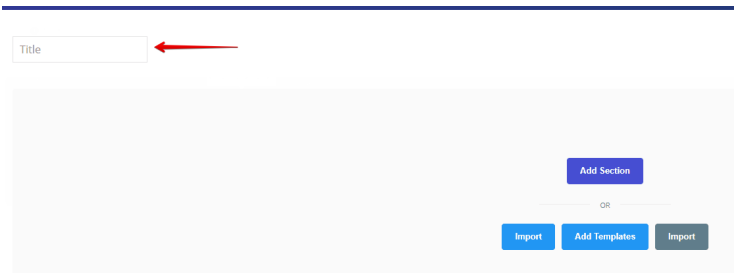 Title
Add Section
OR
Import Add Templates Import